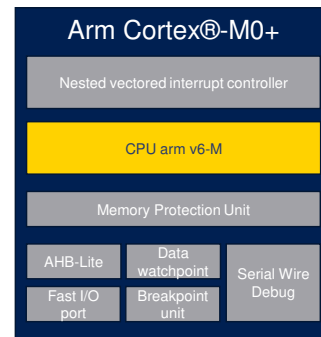 Arm Cortex®-M0+
Nested vectored interrupt controller
CPU arm v6-M
Memory Protection Unit
AHB-Lite
Data
watchpoint
Serial Wire
Debug
Fast I/O
port
Breakpoint
unit